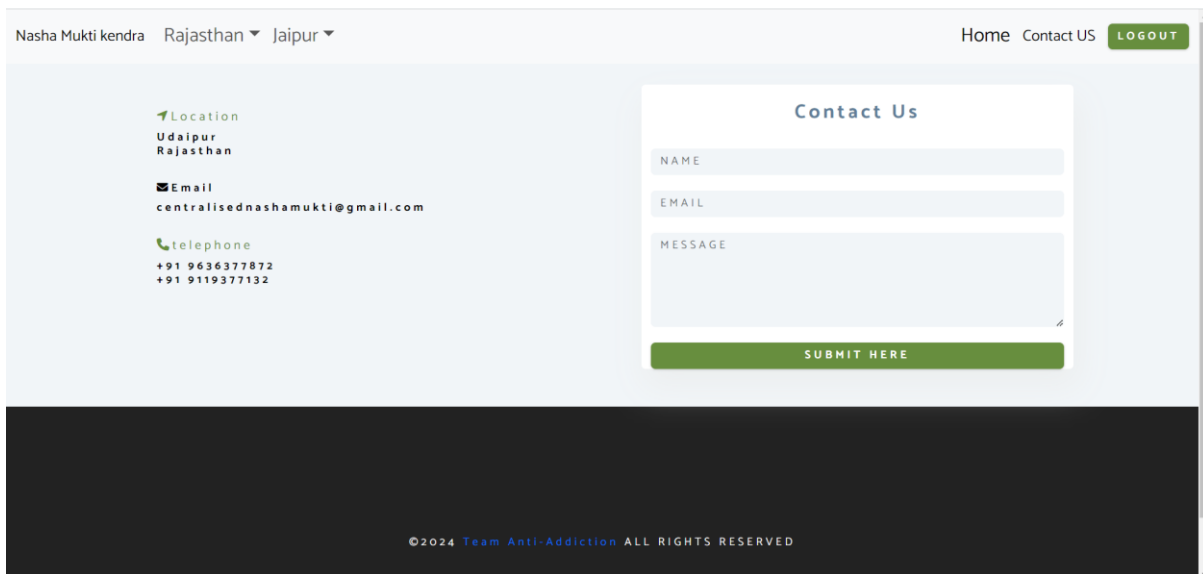 Nasha Mukti kendra Rajasthan Jaipur Home Contact US LOGOUT
Location
Udaipur
Rajasthan
Email
centralisednashamukti@gmail.com
telephone
+91 9636377872
+91 9119377132
Contact Us
NAME
EMAIL
MESSAGE
SUBMIT HERE
©2024 Team Anti-Addiction ALL RIGHTS RESERVED